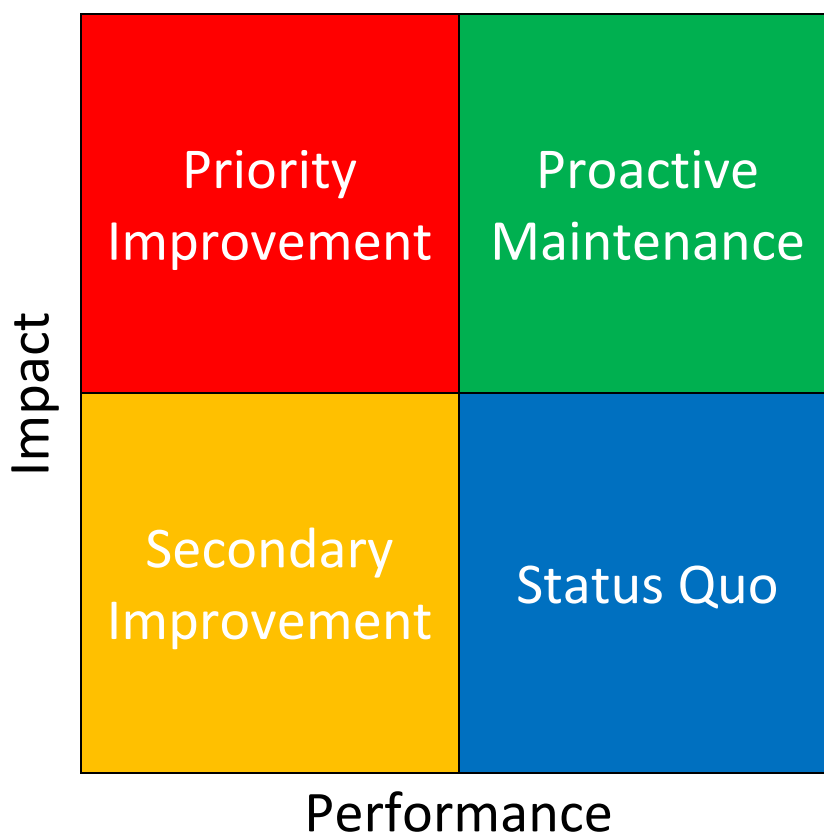 Priority
Improvement
Proactive
Maintenance
Impact
Secondary
Improvement
Status Quo
Performance